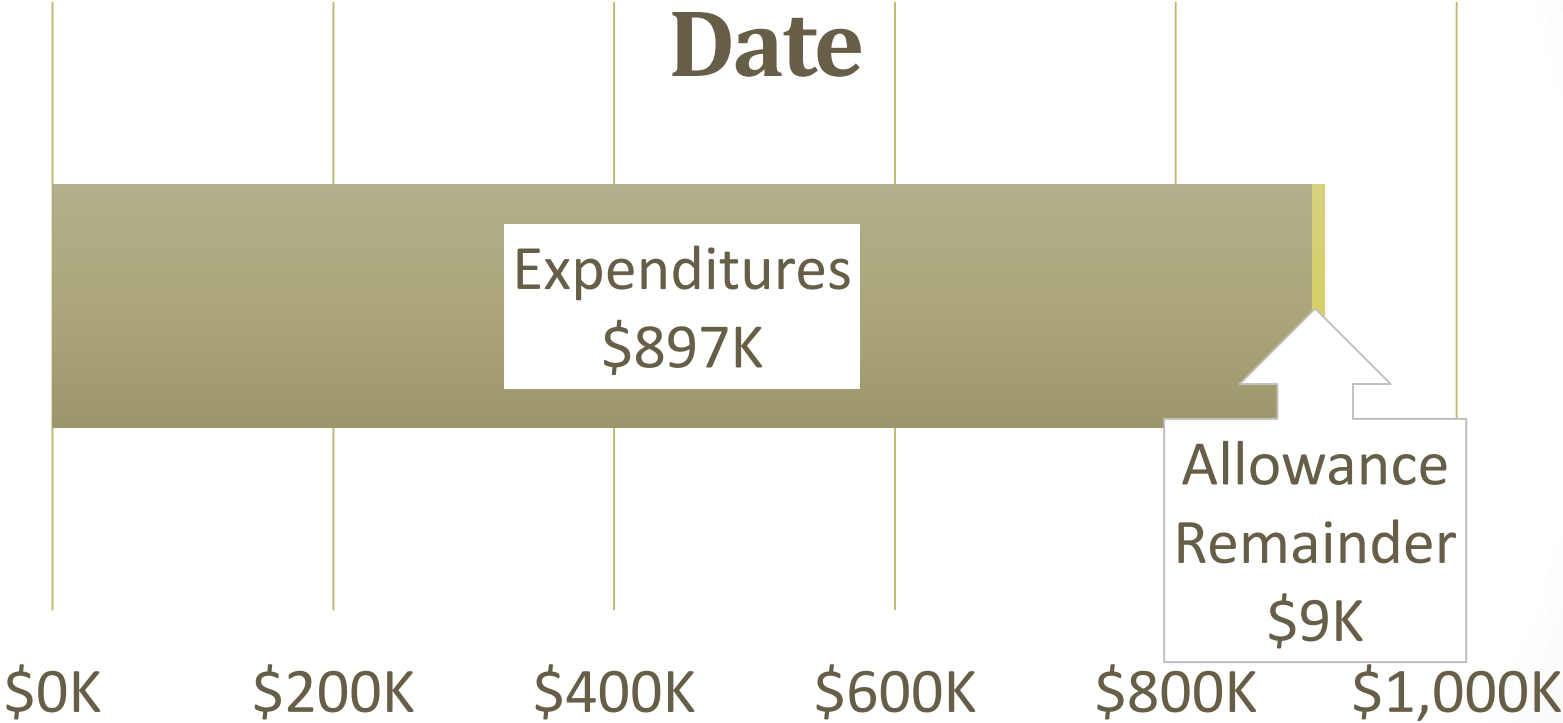 Date
Expenditures
$897K
Allowance
Remainder
$9K
$0K $200K $400K $600K $800K $1,000K